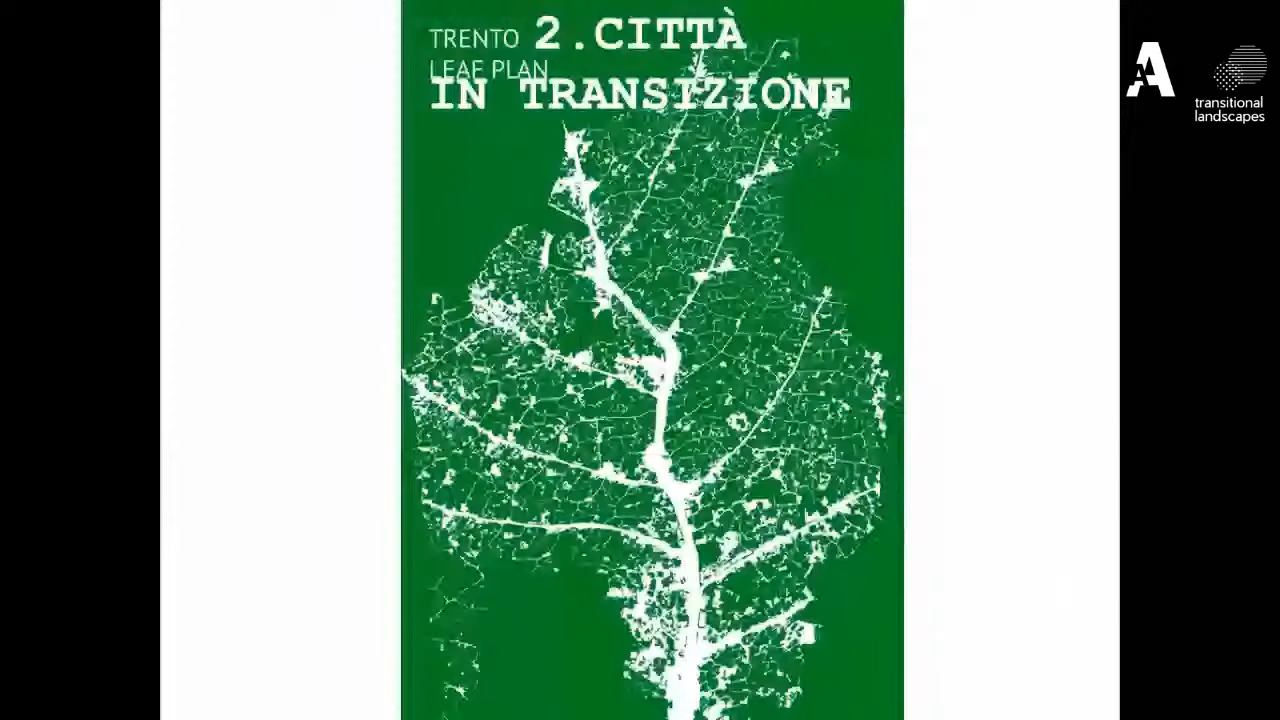 TRENTO
LEAF PLAN
2.CITTÀ
IN TRANSIZIONE
A
A
transitional
landscapes